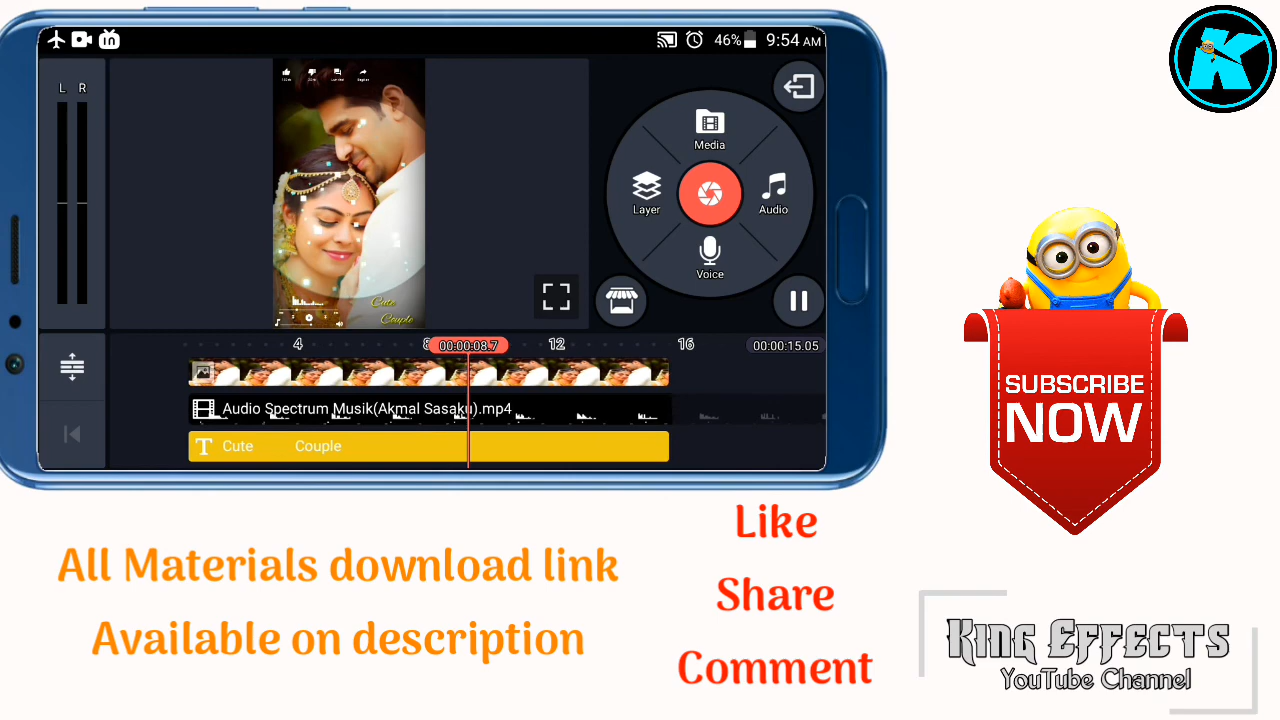 46%
9:54 AM
L R
Media
Layer
Audio
Voice
Cute
Couple
4
8
00:00:08.7
12
16
00:00:15.05
Audio Spectrum Musik(Akmal Sasaku).mp4
T Cute Couple
K
SUBSCRIBE
NOW
All Materials download link
Available on description
Like
Share
Comment
King Effects
YouTube Channel